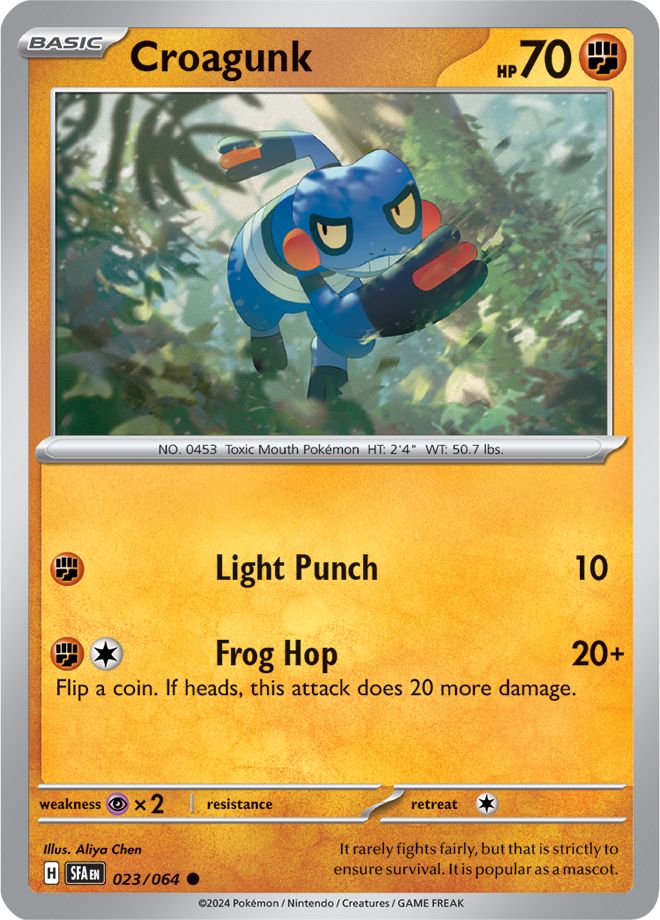 BASIC
Croagunk
HP 70
NO. 0453 Toxic Mouth Pokémon HT: 2'4" WT: 50.7 lbs.
Light Punch 10
Frog Hop 20+
Flip a coin. If heads, this attack does 20 more damage.
weakness ×2 resistance retreat
Illus. Aliya Chen
It rarely fights fairly, but that is strictly to
ensure survival. It is popular as a mascot.
H SFA EN 023/064
©2024 Pokémon / Nintendo / Creatures / GAME FREAK